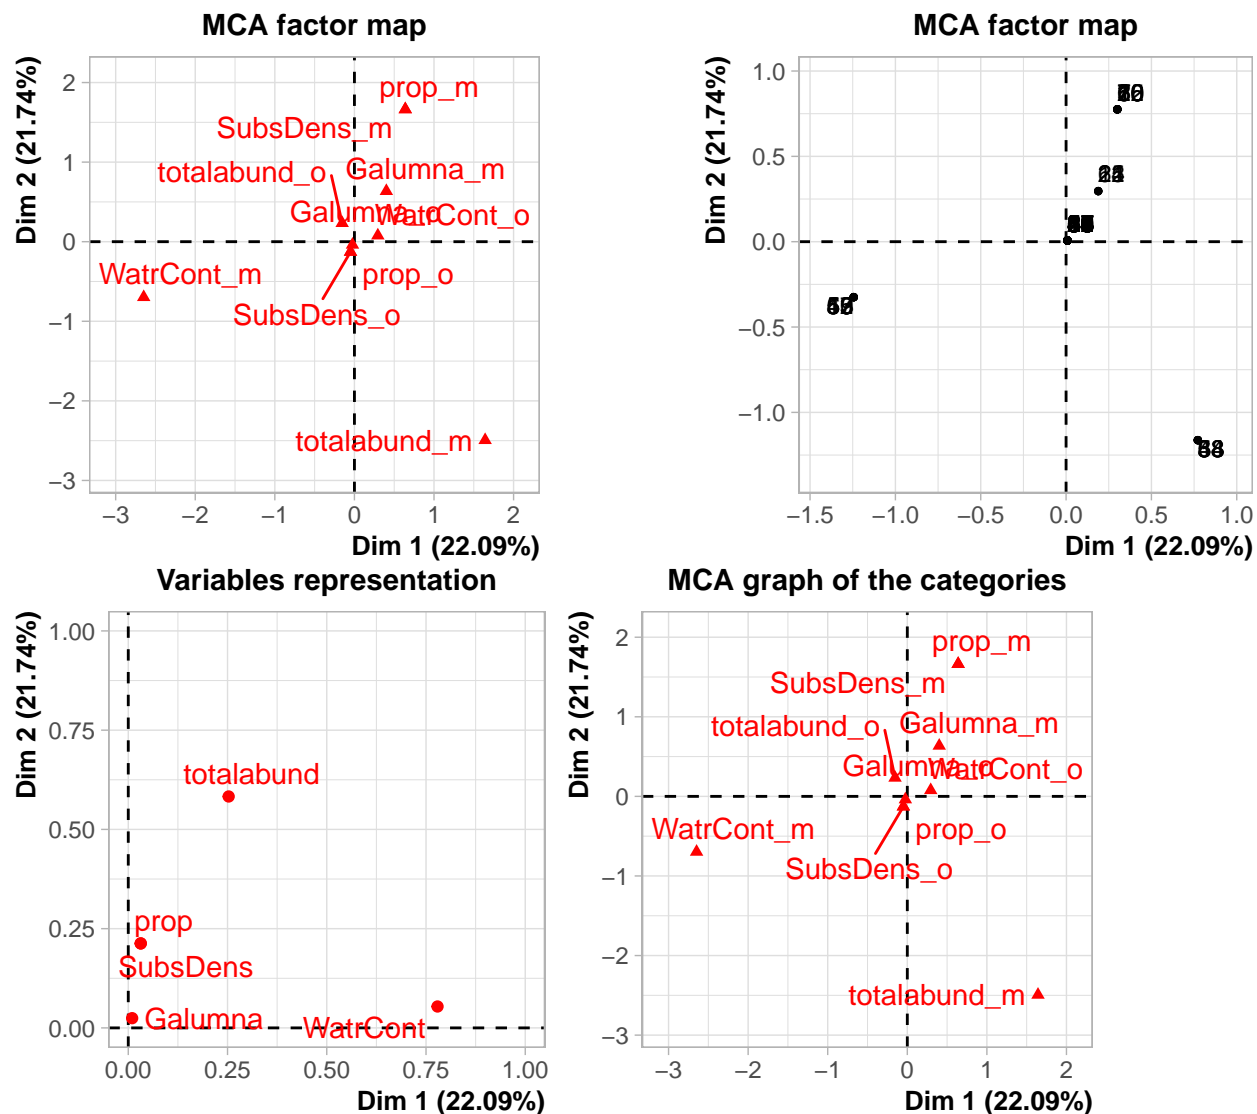 MCA factor map
Dim 2 (21.74%)
2
1
0
−1
−2
−3
prop_m
SubsDens_m
totalabund_o
Galumna_m
WatrCont_o
WatrCont_m
prop_o
SubsDens_o
totalabund_m
−3 −2 −1 0 1 2
Dim 1 (22.09%)
MCA factor map
Dim 2 (21.74%)
1.0
0.5
0.0
−0.5
−1.0
−1.5 −1.0 −0.5 0.0 0.5 1.0
Dim 1 (22.09%)
Variables representation
Dim 2 (21.74%)
1.00
0.75
0.50
0.25
0.00
totalabund
prop
SubsDens
Galumna
WatrCont
0.00 0.25 0.50 0.75 1.00
Dim 1 (22.09%)
MCA graph of the categories
Dim 2 (21.74%)
2
1
0
−1
−2
−3
prop_m
SubsDens_m
totalabund_o
Galumna_m
WatrCont_o
WatrCont_m
prop_o
SubsDens_o
totalabund_m
−3 −2 −1 0 1 2
Dim 1 (22.09%)